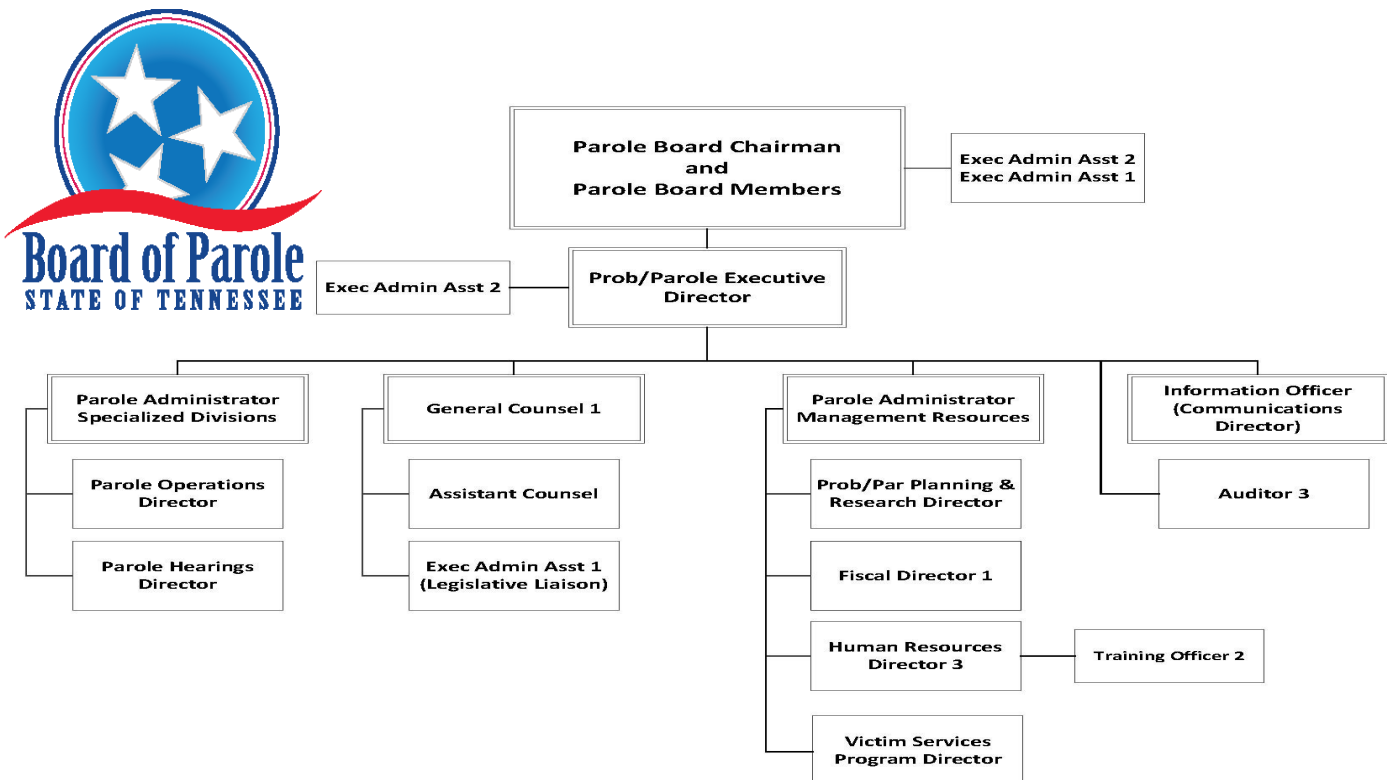 Board of Parole
STATE OF TENNESSEE
Parole Board Chairman
and
Parole Board Members
Exec Admin Asst 2
Exec Admin Asst 1
Exec Admin Asst 2
Prob/Parole Executive
Director
Parole Administrator
Specialized Divisions
Parole Operations
Director
Parole Hearings
Director
General Counsel 1
Assistant Counsel
Exec Admin Asst 1
(Legislative Liaison)
Parole Administrator
Management Resources
Prob/Par Planning &
Research Director
Fiscal Director 1
Human Resources
Director 3
Training Officer 2
Victim Services
Program Director
Information Officer
(Communications
Director)
Auditor 3